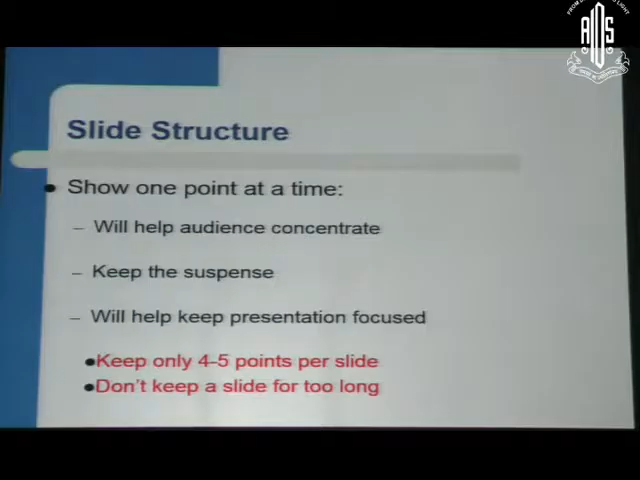 AIOS
Slide Structure
● Show one point at a time:
– Will help audience concentrate
– Keep the suspense
– Will help keep presentation focused
●Keep only 4-5 points per slide
●Don't keep a slide for too long